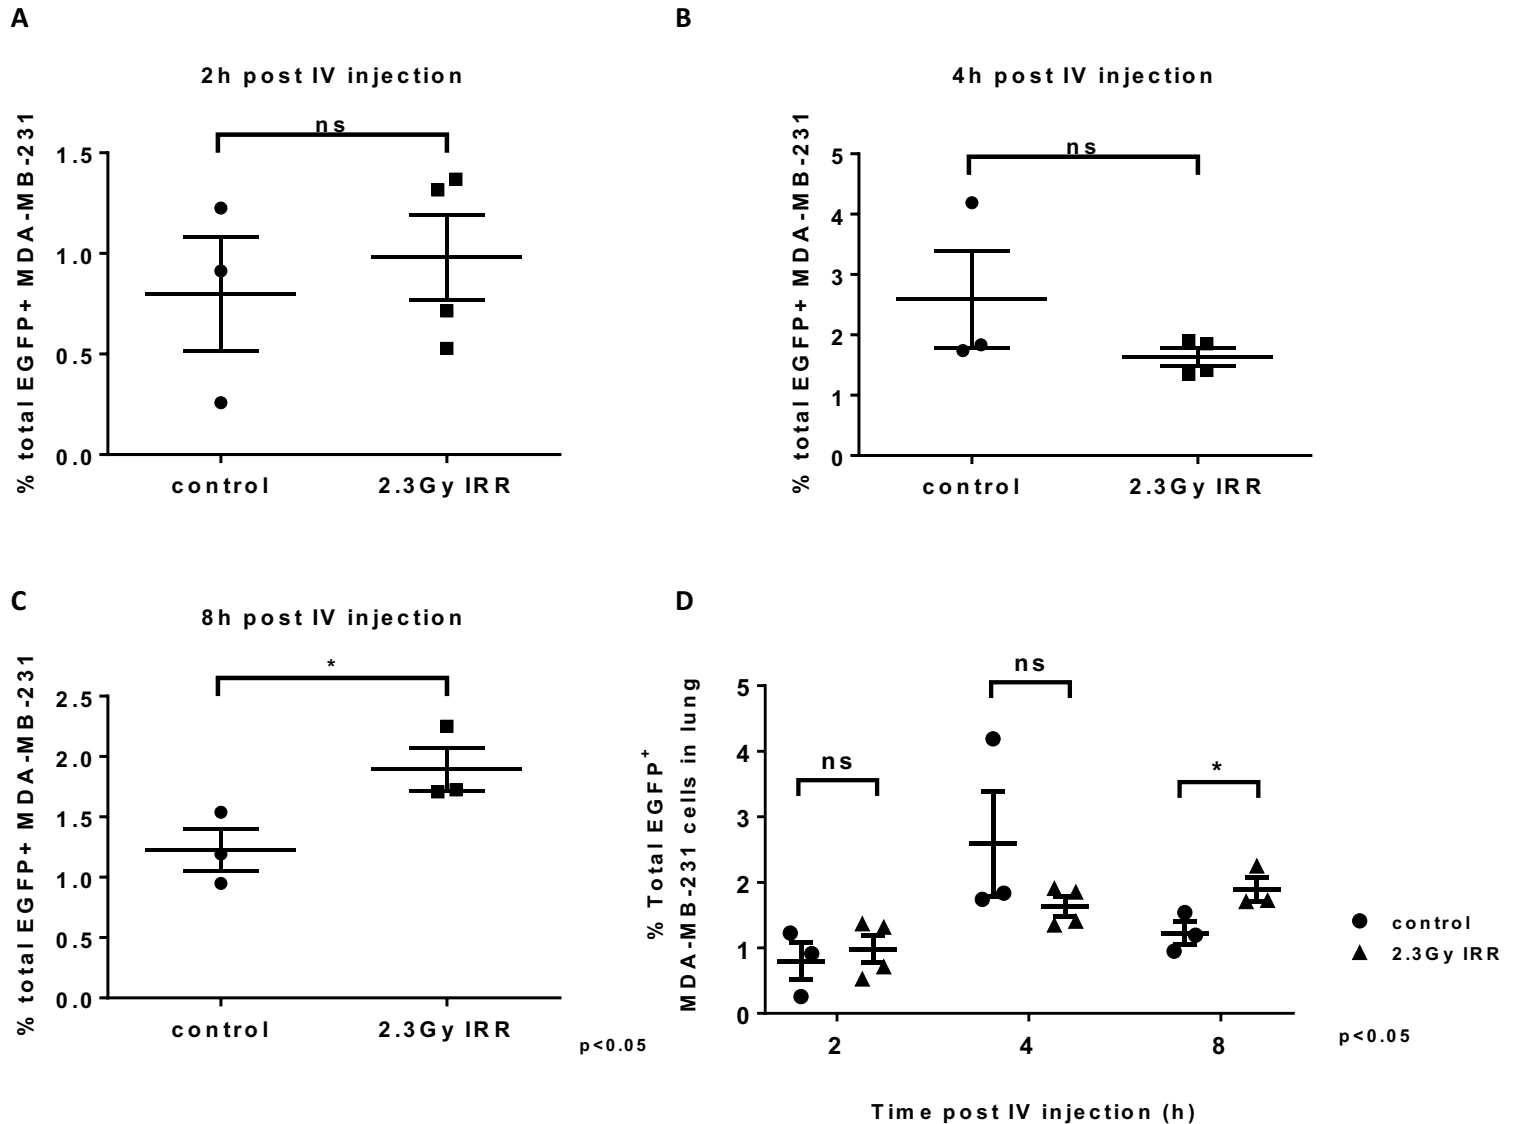 A
2h post IV injection
% total EGFP+ MDA-MB-231
ns
1.5
1.0
0.5
0.0
control
2.3Gy IRR
B
4h post IV injection
% total EGFP+ MDA-MB-231
ns
5
4
3
2
1
0
control
2.3Gy IRR
C
8h post IV injection
% total EGFP+ MDA-MB-231
*
2.5
2.0
1.5
1.0
0.5
0.0
control
2.3Gy IRR
p<0.05
D
% Total EGFP+
MDA-MB-231 cells in lung
5
4
3
2
1
0
ns
ns
*
2
4
8
Time post IV injection (h)
control
2.3Gy IRR
p<0.05